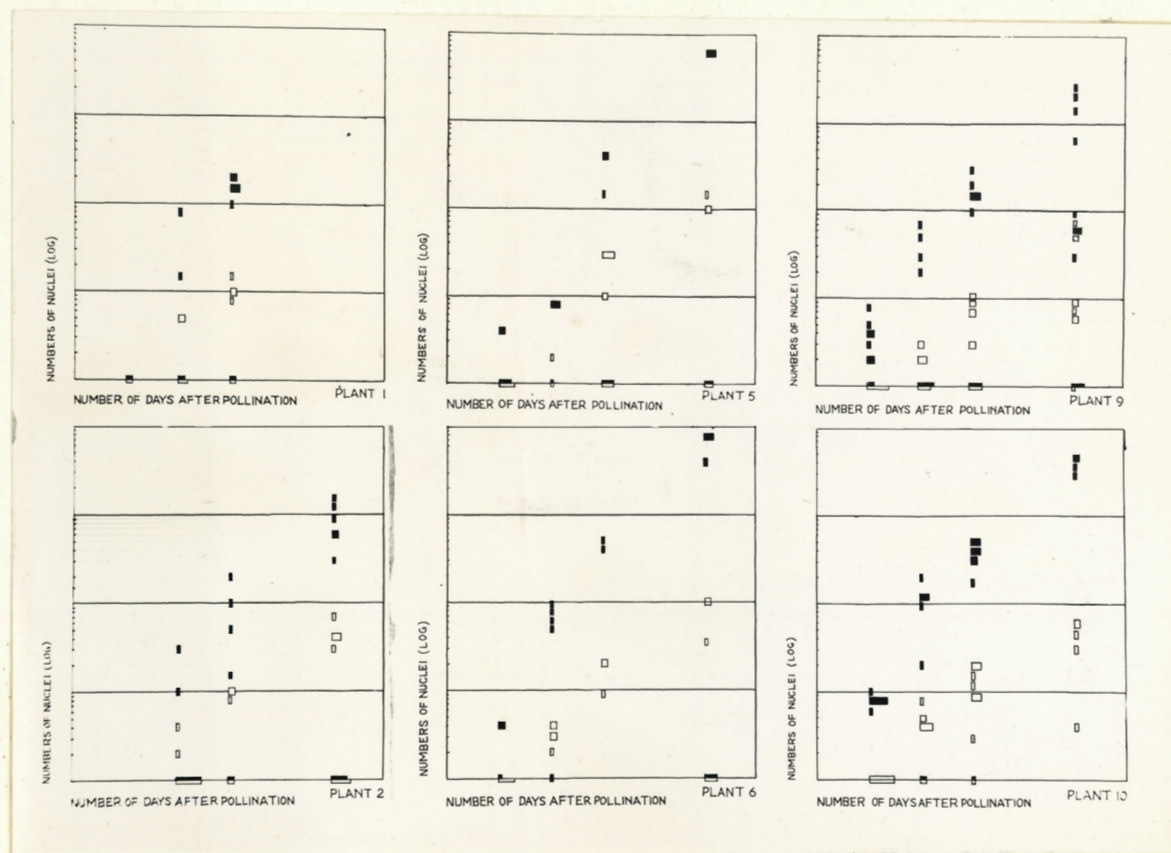 NUMBERS OF NUCLEI (LOG)
NUMBER OF DAYS AFTER POLLINATION
PLANT 1
NUMBERS OF NUCLEI (LOG)
NUMBER OF DAYS AFTER POLLINATION
PLANT 5
NUMBERS OF NUCLEI (LOG)
NUMBER OF DAYS AFTER POLLINATION
PLANT 9
NUMBERS OF NUCLEI (LOG)
NUMBER OF DAYS AFTER POLLINATION
PLANT 2
NUMBERS OF NUCLEI (LOG)
NUMBER OF DAYS AFTER POLLINATION
PLANT 6
NUMBERS OF NUCLEI (LOG)
NUMBER OF DAYS AFTER POLLINATION
PLANT 10